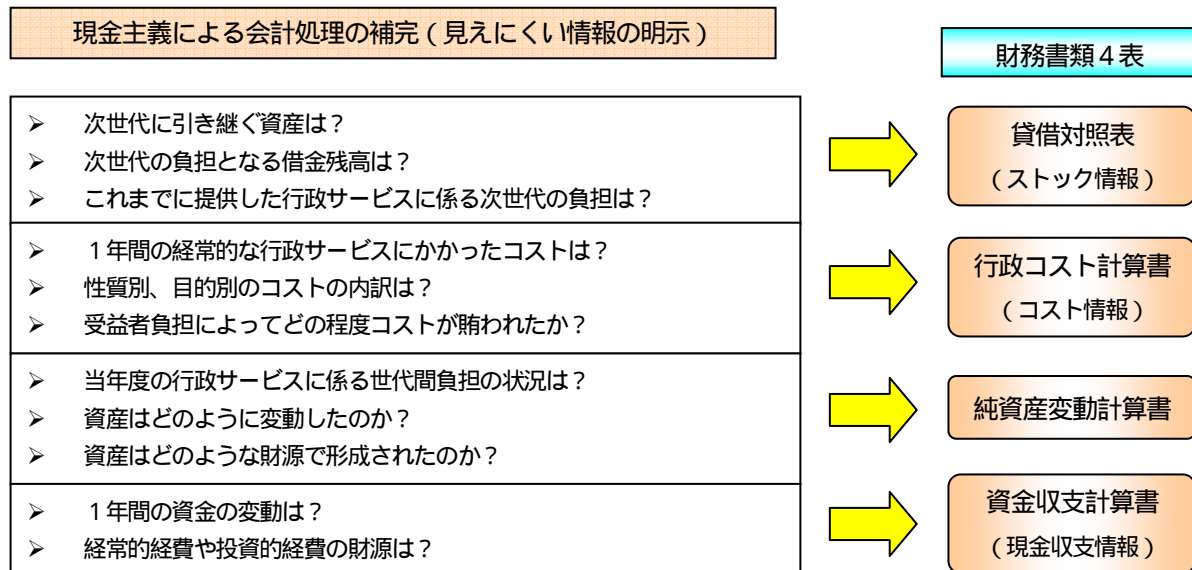 現金主義による会計処理の補完(見えにくい情報の明示)
財務書類4表
➢ 次世代に引き継ぐ資産は?
➢ 次世代の負担となる借金残高は?
➢ これまでに提供した行政サービスに係る次世代の負担は?
貸借対照表
(ストック情報)
➢ 1年間の経常的な行政サービスにかかったコストは?
➢ 性質別、目的別のコストの内訳は?
➢ 受益者負担によってどの程度コストが賄われたか?
行政コスト計算書
(コスト情報)
➢ 当年度の行政サービスに係る世代間負担の状況は?
➢ 資産はどのように変動したのか?
➢ 資産はどのような財源で形成されたのか?
純資産変動計算書
➢ 1年間の資金の変動は?
➢ 経常的経費や投資的経費の財源は?
資金収支計算書
(現金収支情報)